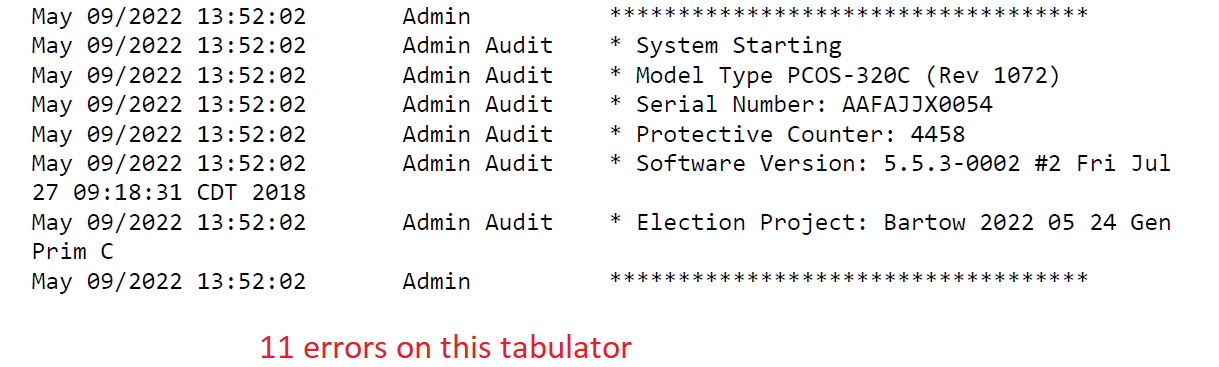 May 09/2022 13:52:02 Admin ***********************************
May 09/2022 13:52:02 Admin Audit * System Starting
May 09/2022 13:52:02 Admin Audit * Model Type PCOS-320C (Rev 1072)
May 09/2022 13:52:02 Admin Audit * Serial Number: AAFAJJX0054
May 09/2022 13:52:02 Admin Audit * Protective Counter: 4458
May 09/2022 13:52:02 Admin Audit * Software Version: 5.5.3-0002 #2 Fri Jul
27 09:18:31 CDT 2018
May 09/2022 13:52:02 Admin Audit * Election Project: Bartow 2022 05 24 Gen
Prim C
May 09/2022 13:52:02 Admin ***********************************
11 errors on this tabulator